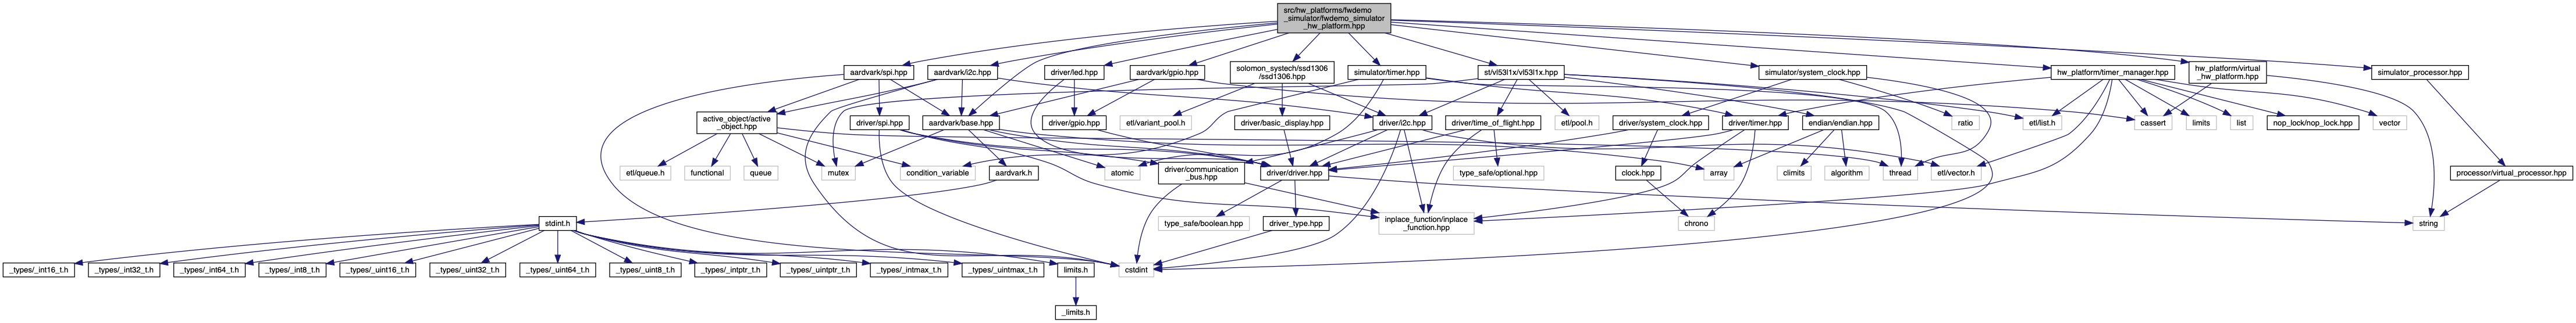 src/hw_platforms/fwdemo
_simulator/fwdemo_simulator
_hw_platform.hpp
aardvark/spi.hpp
aardvark/i2c.hpp
driver/led.hpp
aardvark/gpio.hpp
solomon_systech/ssd1306
/ssd1306.hpp
simulator/timer.hpp
st/vl53l1x/vl53l1x.hpp
simulator/system_clock.hpp
hw_platform/timer_manager.hpp
hw_platform/virtual
_hw_platform.hpp
simulator_processor.hpp
active_object/active
_object.hpp
driver/spi.hpp
aardvark/base.hpp
driver/gpio.hpp
etl/variant_pool.h
driver/basic_display.hpp
driver/i2c.hpp
driver/time_of_flight.hpp
etl/pool.h
driver/system_clock.hpp
driver/timer.hpp
endian/endian.hpp
ratio
etl/list.h
cassert
limits
list
nop_lock/nop_lock.hpp
vector
etl/queue.h
functional
queue
mutex
condition_variable
aardvark.h
atomic
driver/communication
_bus.hpp
driver/driver.hpp
type_safe/optional.hpp
clock.hpp
array
climits
algorithm
thread
etl/vector.h
processor/virtual_processor.hpp
stdint.h
type_safe/boolean.hpp
driver_type.hpp
inplace_function/inplace
_function.hpp
chrono
string
_types/_int16_t.h
_types/_int32_t.h
_types/_int64_t.h
_types/_int8_t.h
_types/_uint16_t.h
_types/_uint32_t.h
_types/_uint64_t.h
_types/_uint8_t.h
_types/_intptr_t.h
_types/_uintptr_t.h
_types/_intmax_t.h
_types/_uintmax_t.h
limits.h
cstdint
_limits.h